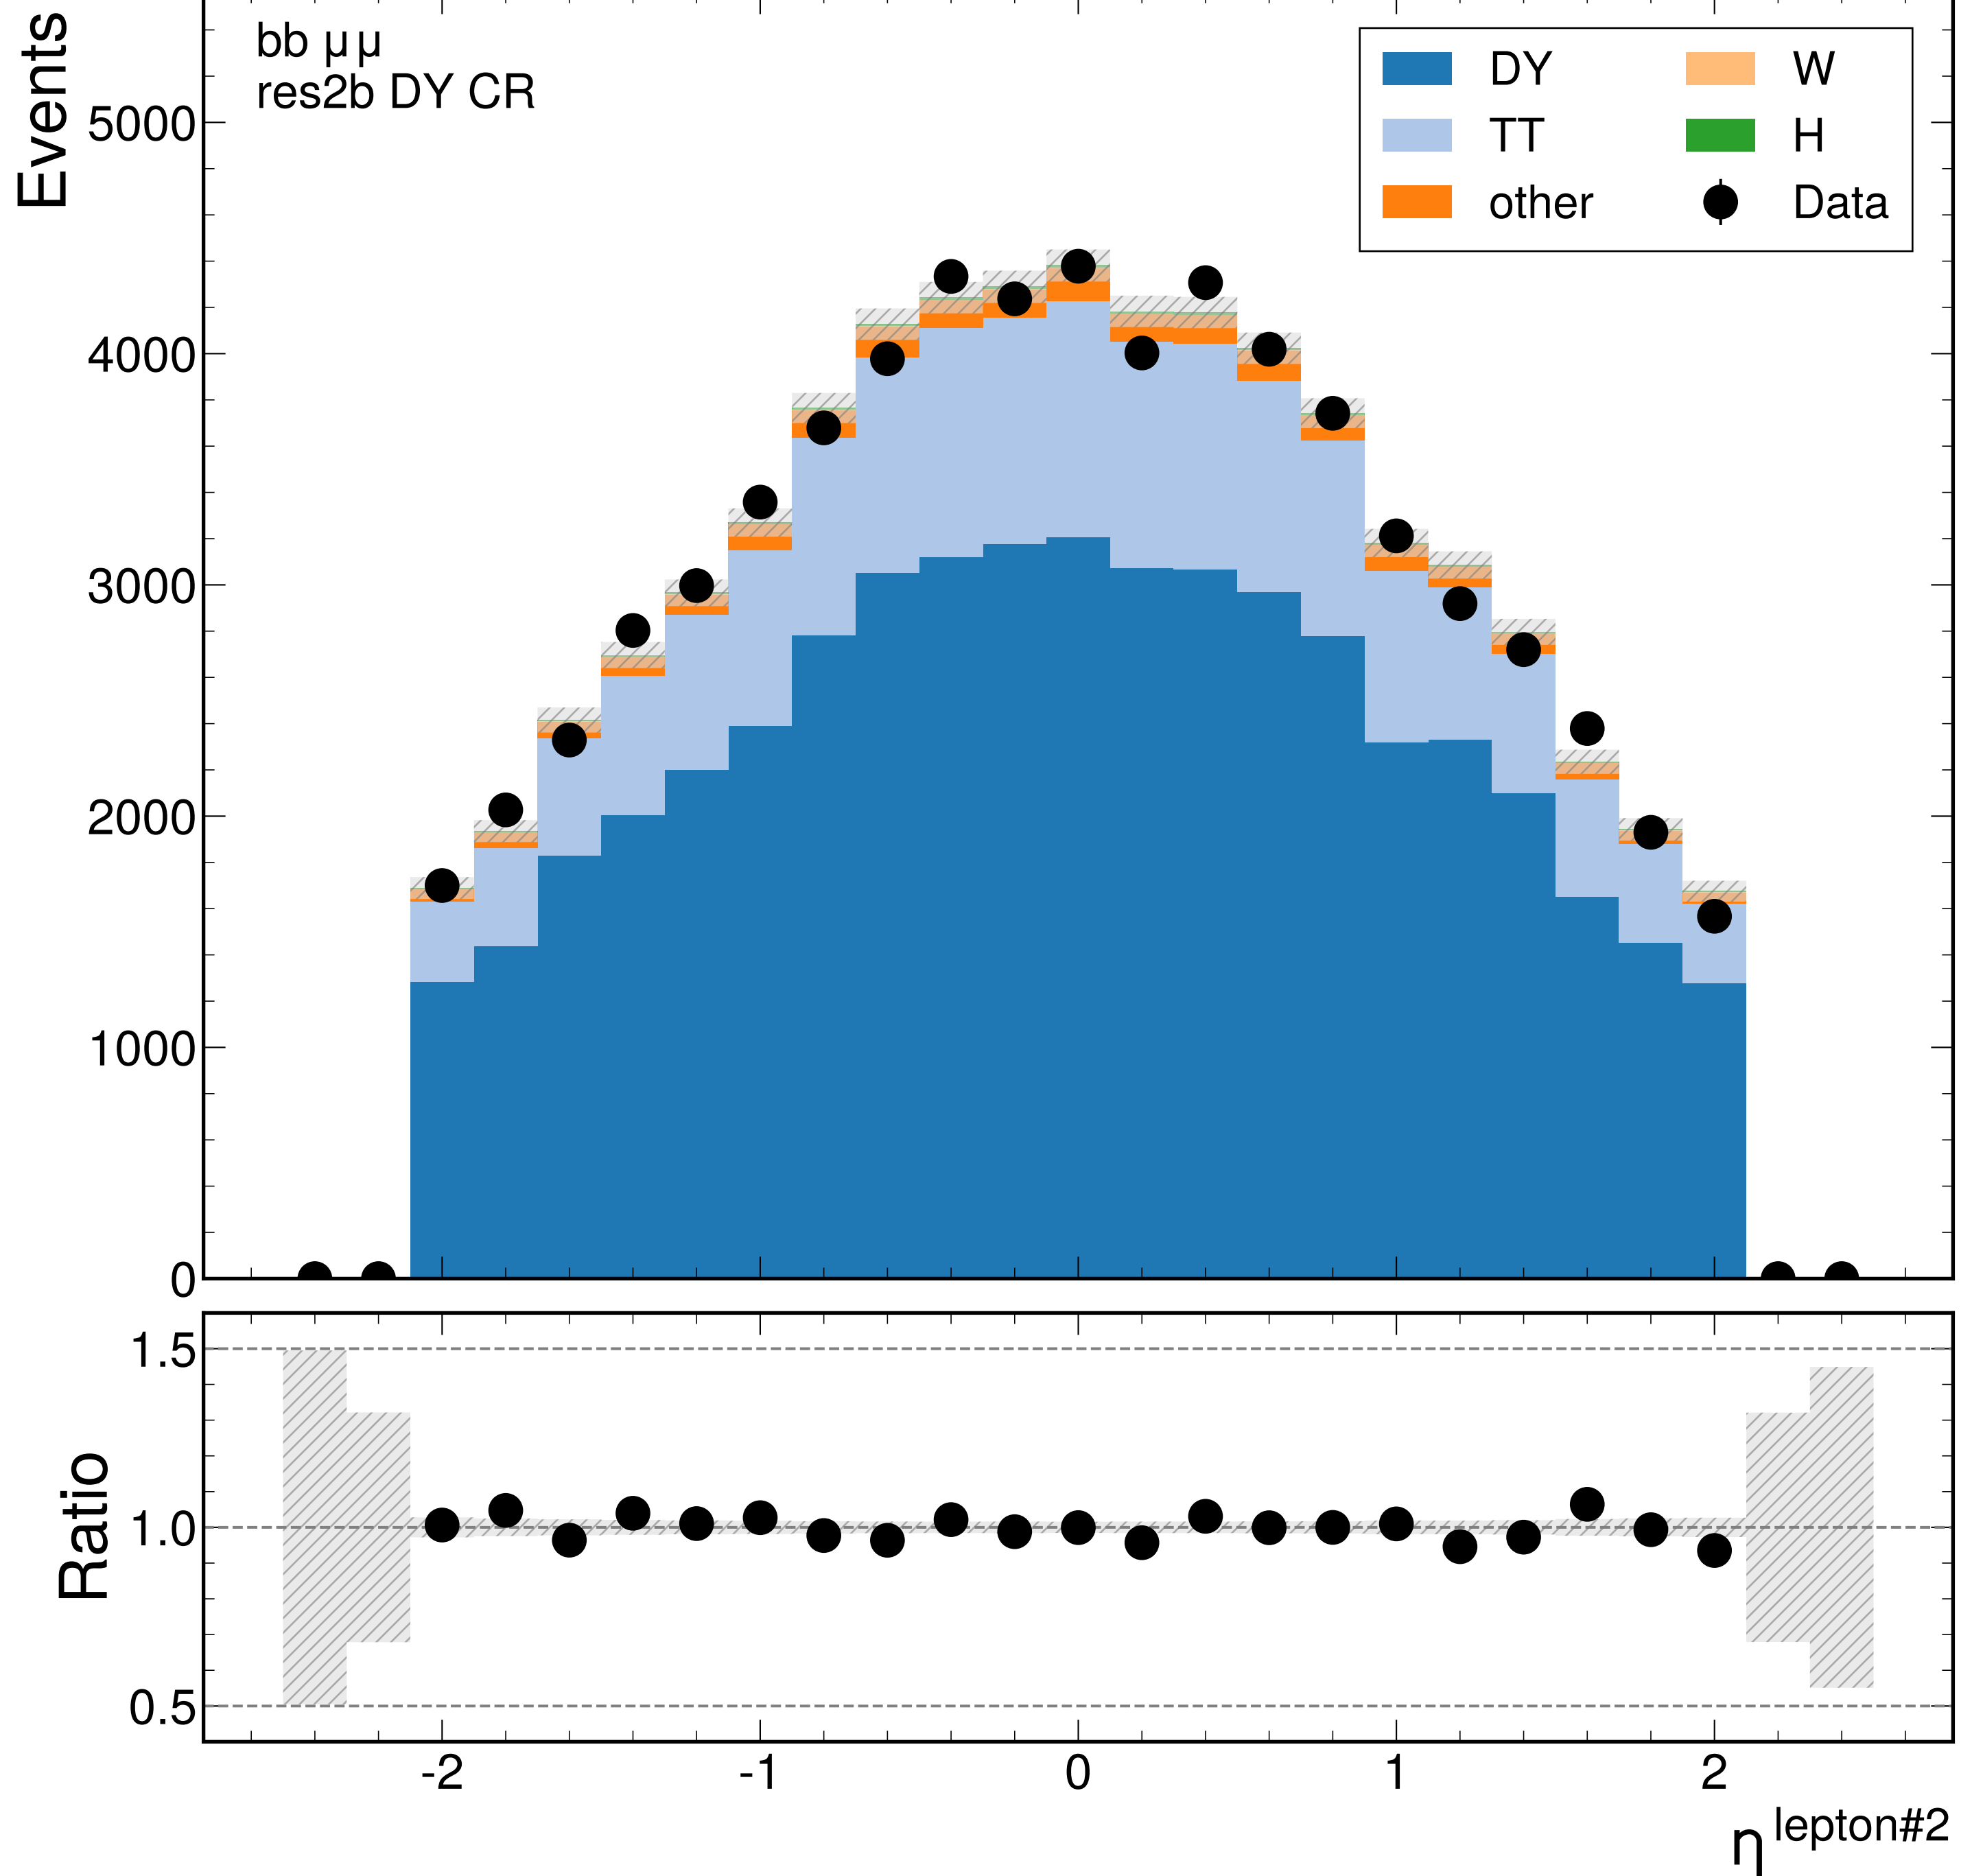 Events
bb μ μ
res2b DY CR
DY
TT
other
W
H
Data
5000
4000
3000
2000
1000
0
Ratio
1.5
1.0
0.5
-2 -1 0 1 2
η lepton#2